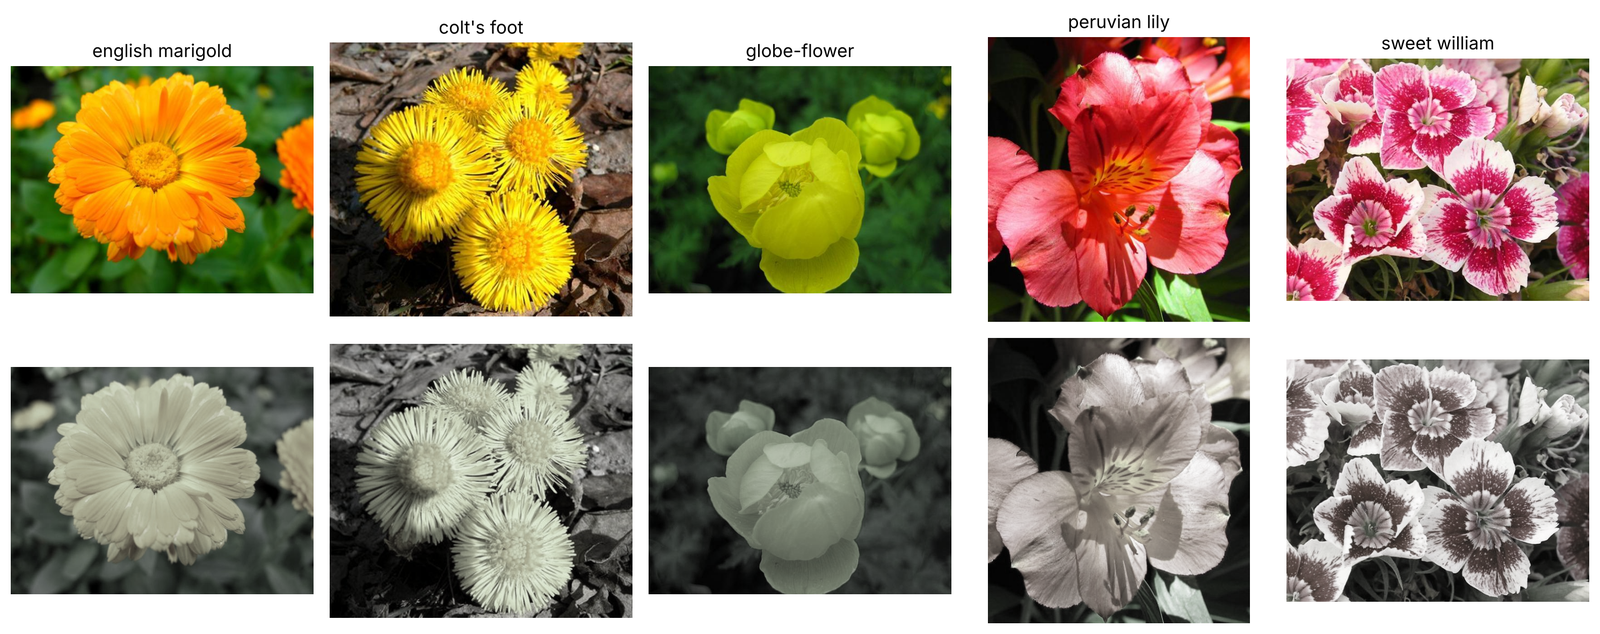 english marigold
colt's foot
globe-flower
peruvian lily
sweet william